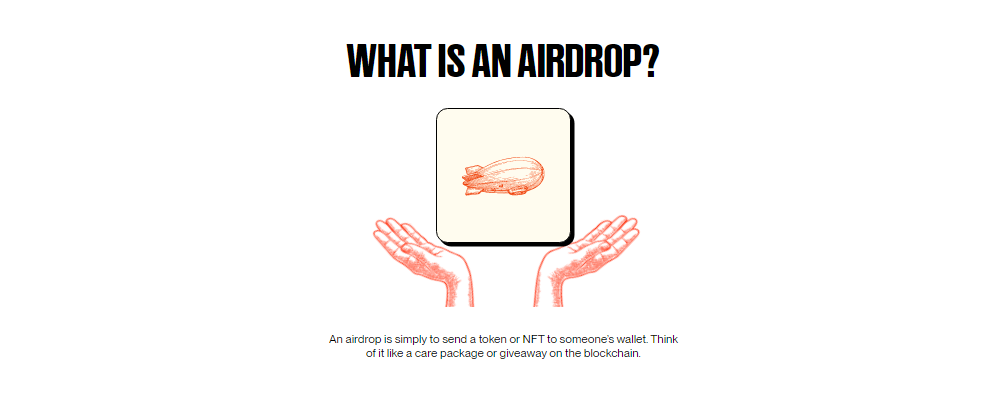 WHAT IS AN AIRDROP?
An airdrop is simply to send a token or NFT to someone's wallet. Think
of it like a care package or giveaway on the blockchain.